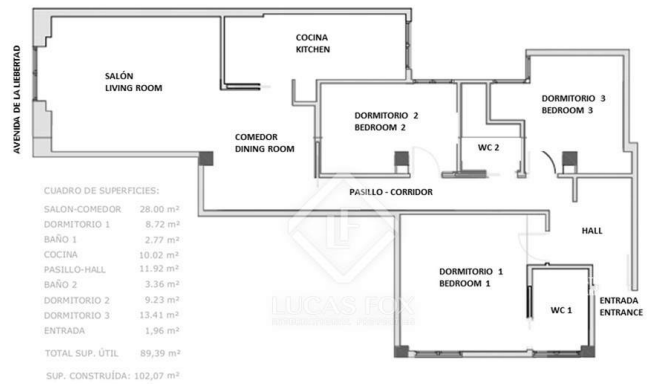 COCINA
KITCHEN
SALÓN
LIVING ROOM
AVENIDA DE LA LIEBERTAD
DORMITORIO 2
BEDROOM 2
DORMITORIO 3
BEDROOM 3
COMEDOR
DINING ROOM
WC 2
PASILLO - CORRIDOR
HALL
DORMITORIO 1
BEDROOM 1
WC 1
ENTRADA
ENTRANCE
CUADRO DE SUPERFICIES:
SALON-COMEDOR 28.00 m²
DORMITORIO 1 8.72 m²
BAÑO 1 2.77 m²
COCINA 10.02 m²
PASILLO-HALL 11.92 m²
BAÑO 2 3.36 m²
DORMITORIO 2 9.23 m²
DORMITORIO 3 13.41 m²
ENTRADA 1,96 m²
TOTAL SUP. ÚTIL 89,39 m²
SUP. CONSTRUÍDA: 102,07 m²
LF
LUCAS FOX
INTERNATIONAL PROPERTIES